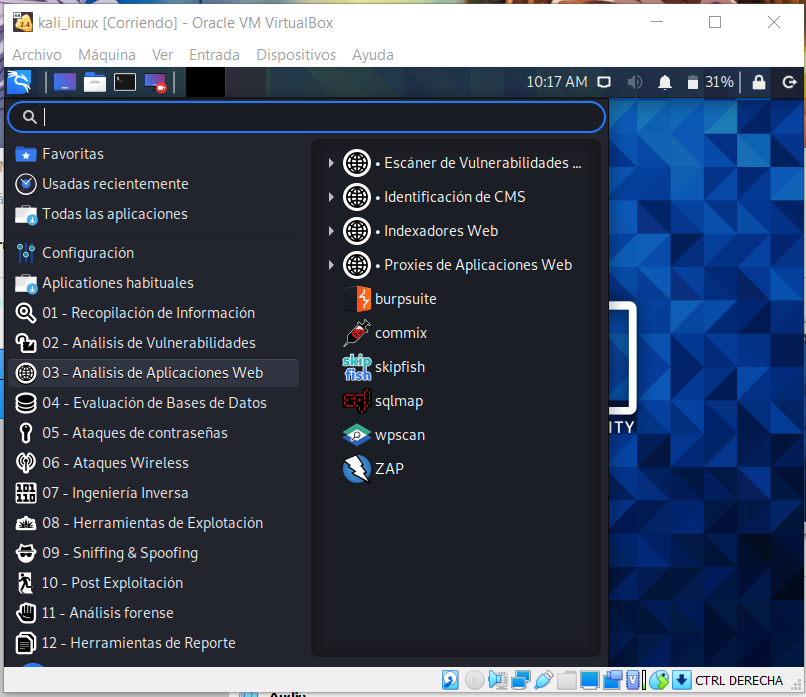 kali_linux [Corriendo] - Oracle VM VirtualBox
Archivo Máquina Ver Entrada Dispositivos Ayuda
10:17 AM 31%
Favoritas
Usadas recientemente
Todas las aplicaciones
Configuración
Aplicationes habituales
01 - Recopilación de Información
02 - Análisis de Vulnerabilidades
03 - Análisis de Aplicaciones Web
04 - Evaluación de Bases de Datos
05 - Ataques de contraseñas
06 - Ataques Wireless
07 - Ingeniería Inversa
08 - Herramientas de Explotación
09 - Sniffing & Spoofing
10 - Post Exploitación
11 - Análisis forense
12 - Herramientas de Reporte
• Escáner de Vulnerabilidades ...
• Identificación de CMS
• Indexadores Web
• Proxies de Aplicaciones Web
burpsuite
commix
skip
fish
skipfish
sql
sqlmap
wpscan
ZAP
ITY
CTRL DERECHA